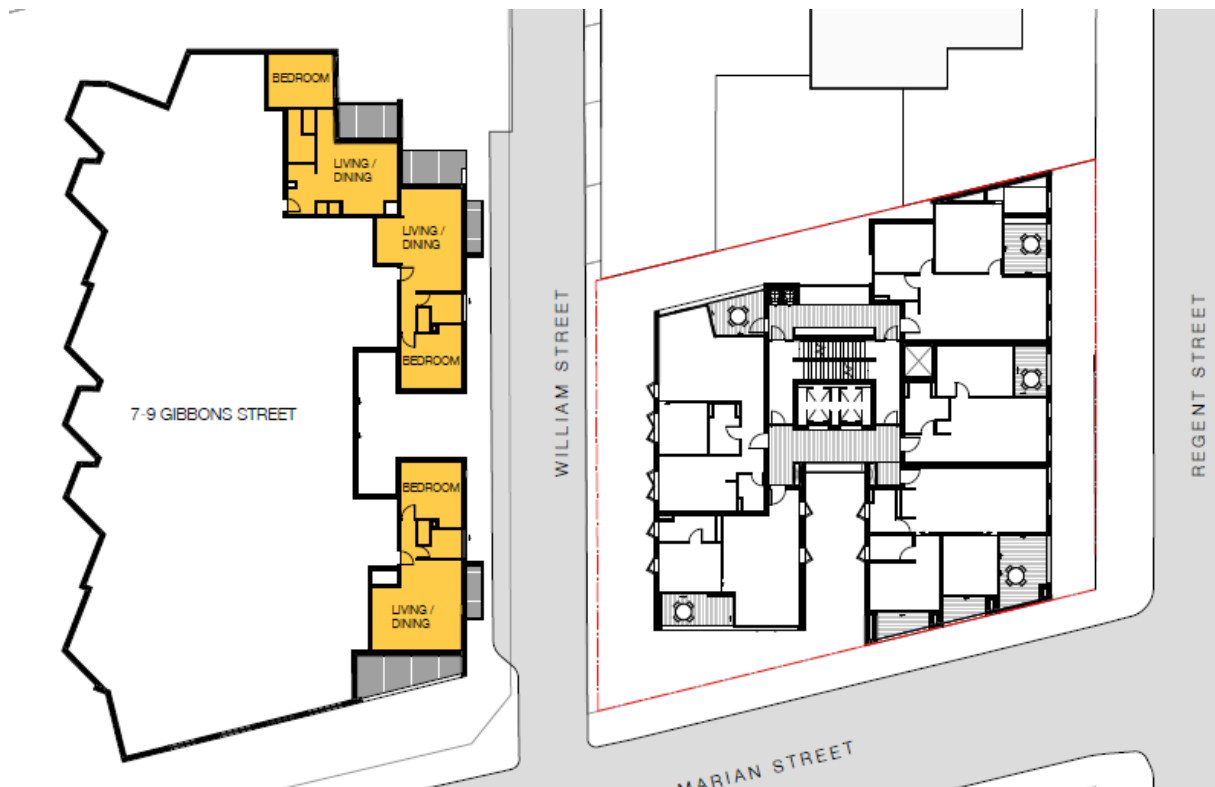 BEDROOM
LIVING /
DINING
LIVING /
DINING
BEDROOM
7-9 GIBBONS STREET
BEDROOM
LIVING /
DINING
WILLIAM STREET
REGENT STREET
MARIAN STREET